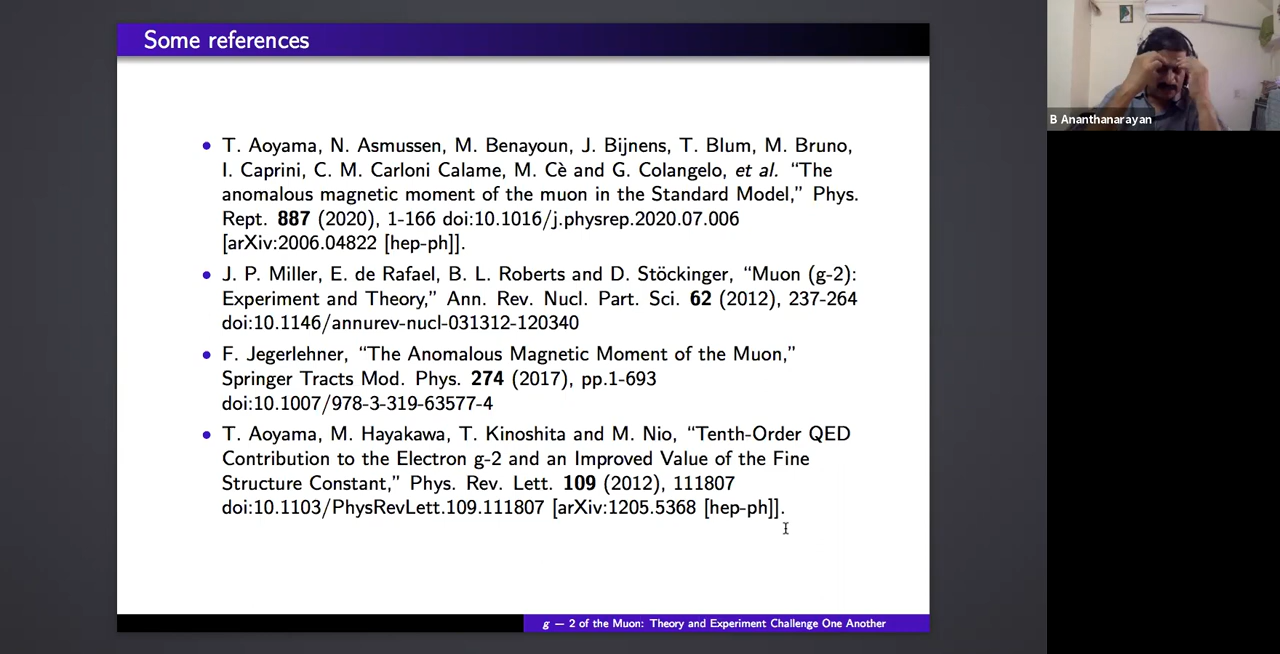 Some references
B Ananthanarayan
• T. Aoyama, N. Asmussen, M. Benayoun, J. Bijnens, T. Blum, M. Bruno,
I. Caprini, C. M. Carloni Calame, M. Cè and G. Colangelo, et al. “The
anomalous magnetic moment of the muon in the Standard Model,” Phys.
Rept. 887 (2020), 1-166 doi:10.1016/j.physrep.2020.07.006
[arXiv:2006.04822 [hep-ph]].
• J. P. Miller, E. de Rafael, B. L. Roberts and D. Stöckinger, “Muon (g-2):
Experiment and Theory,” Ann. Rev. Nucl. Part. Sci. 62 (2012), 237-264
doi:10.1146/annurev-nucl-031312-120340
• F. Jegerlehner, “The Anomalous Magnetic Moment of the Muon,”
Springer Tracts Mod. Phys. 274 (2017), pp.1-693
doi:10.1007/978-3-319-63577-4
• T. Aoyama, M. Hayakawa, T. Kinoshita and M. Nio, “Tenth-Order QED
Contribution to the Electron g-2 and an Improved Value of the Fine
Structure Constant,” Phys. Rev. Lett. 109 (2012), 111807
doi:10.1103/PhysRevLett.109.111807 [arXiv:1205.5368 [hep-ph]].
g − 2 of the Muon: Theory and Experiment Challenge One Another